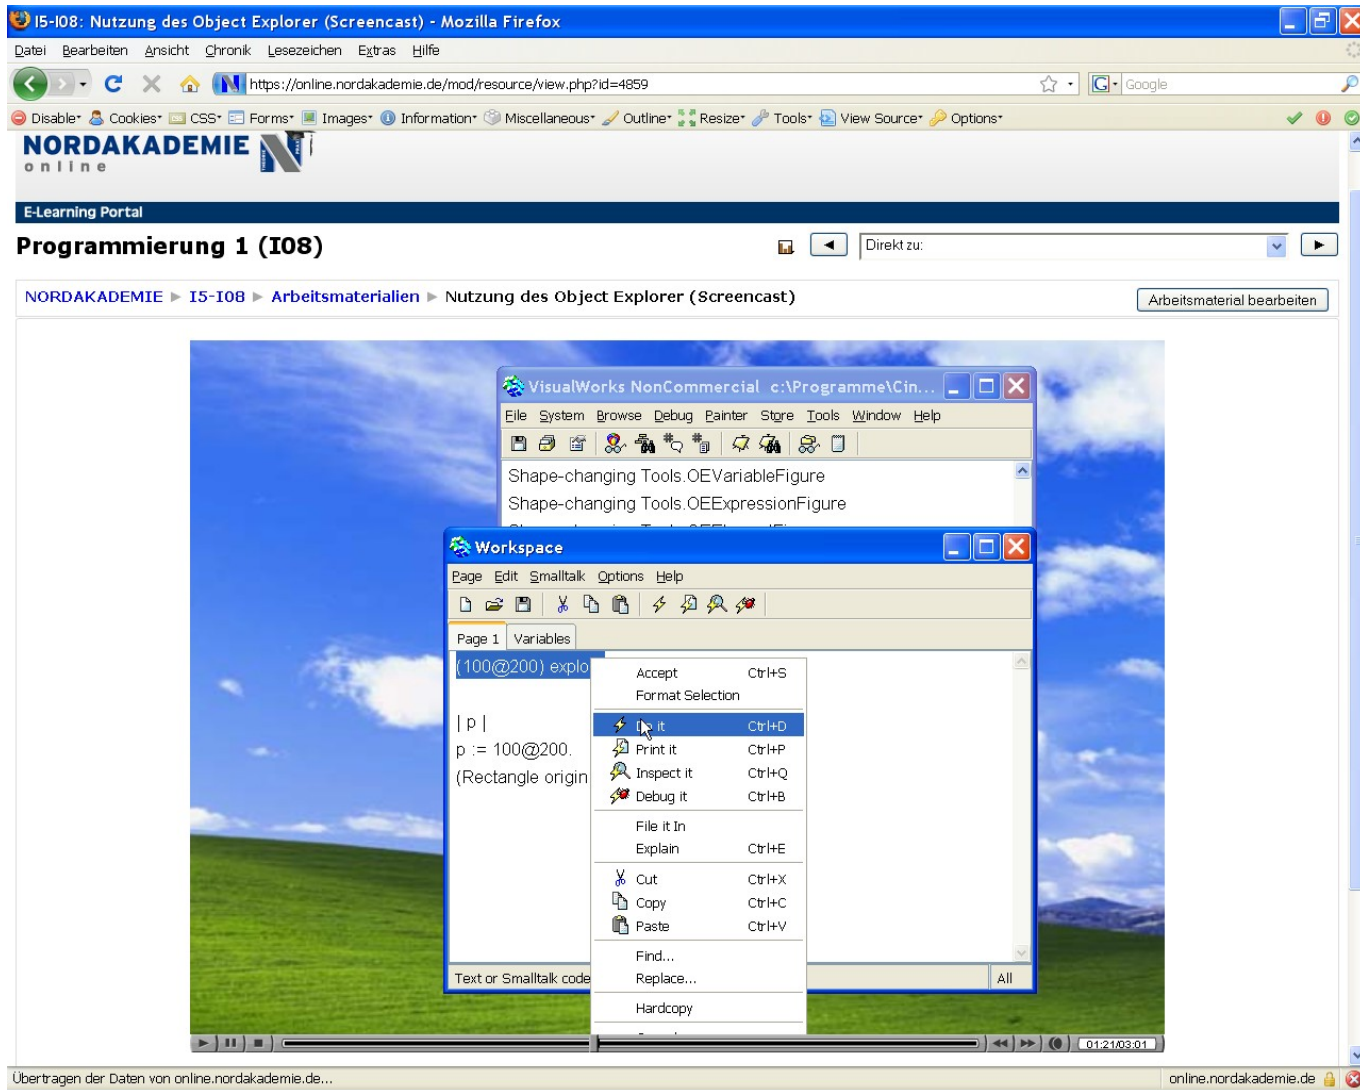 I5-I08: Nutzung des Object Explorer (Screencast) - Mozilla Firefox
Datei Bearbeiten Ansicht Chronik Lesezeichen Extras Hilfe
https://online.nordakademie.de/mod/resource/view.php?id=4859
Google
Disable Cookies CSS Forms Images Information Miscellaneous Outline Resize Tools View Source Options
NORDAKADEMIE
online
E-Learning Portal
Programmierung 1 (I08)
Direkt zu:
NORDAKADEMIE ► I5-I08 ► Arbeitsmaterialien ► Nutzung des Object Explorer (Screencast)
Arbeitsmaterial bearbeiten
VisualWorks NonCommercial c:\Programme\Cin...
File System Browse Debug Painter Store Tools Window Help
Shape-changing Tools.OEVariableFigure
Shape-changing Tools.OEExpressionFigure
Workspace
Page Edit Smalltalk Options Help
Page 1 Variables
(100@200) explo
| p |
p := 100@200.
(Rectangle origin
Accept Ctrl+S
Format Selection
Do it Ctrl+D
Print it Ctrl+P
Inspect it Ctrl+Q
Debug it Ctrl+B
File it In
Explain Ctrl+E
Cut Ctrl+X
Copy Ctrl+C
Paste Ctrl+V
Find...
Replace...
Hardcopy
Text or Smalltalk code
All
01:21/03:01
Übertragen der Daten von online.nordakademie.de...
online.nordakademie.de